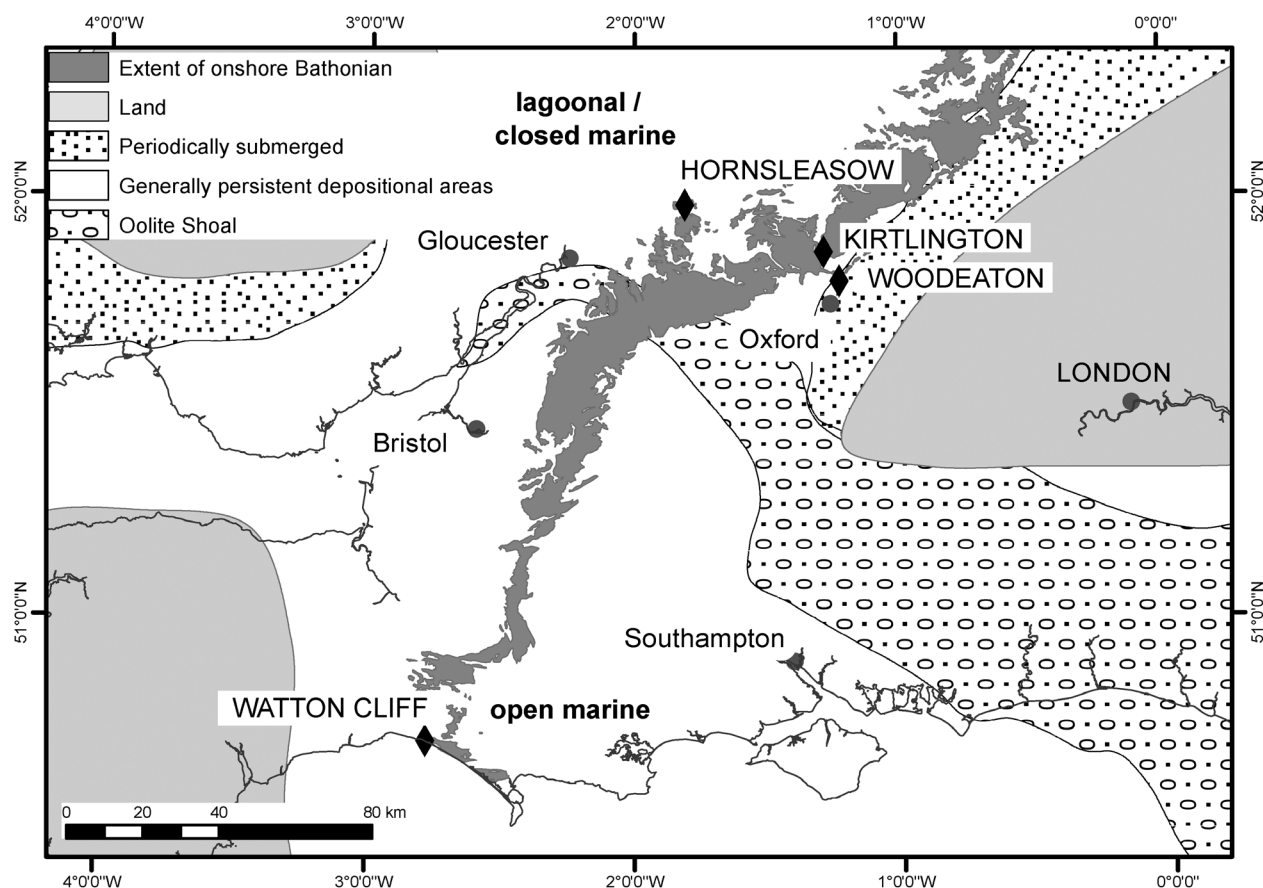 4°0'0"W 3°0'0"W 2°0'0"W 1°0'0"W 0°0'0"
Extent of onshore Bathonian
Land
Periodically submerged
Generally persistent depositional areas
Oolite Shoal
lagoonal /
closed marine
HORNSLEASOW
52°0'0"N
52°0'0"N
Gloucester
KIRTLINGTON
WOODEATON
Oxford
LONDON
Bristol
51°0'0"N
51°0'0"N
Southampton
WATTON CLIFF
open marine
0 20 40 80 km
4°0'0"W 3°0'0"W 2°0'0"W 1°0'0"W 0°0'0"